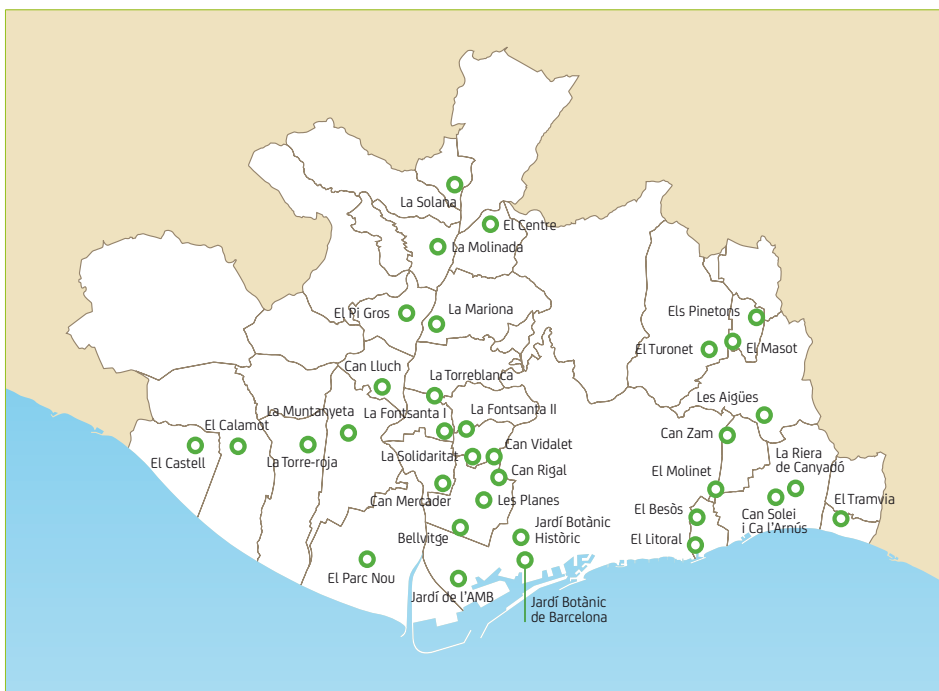 La Solana
El Centre
La Molinada
El Pi Gros
La Mariona
Els Pinetons
El Turonet
El Masot
Can Lluch
La Torreblanca
Les Aigües
La Muntanyeta
La Fontsanta I
La Fontsanta II
El Calamot
Can Zam
El Castell
La Torre-roja
La Solidaritat
Can Vidalet
La Riera
de Canyadó
Can Rigal
El Molinet
Can Mercader
Les Planes
El Tramvia
El Besòs
Can Solei
i Ca l'Arnús
Bellvitge
Jardí Botànic
Històric
El Litoral
El Parc Nou
Jardí de l'AMB
Jardí Botànic
de Barcelona